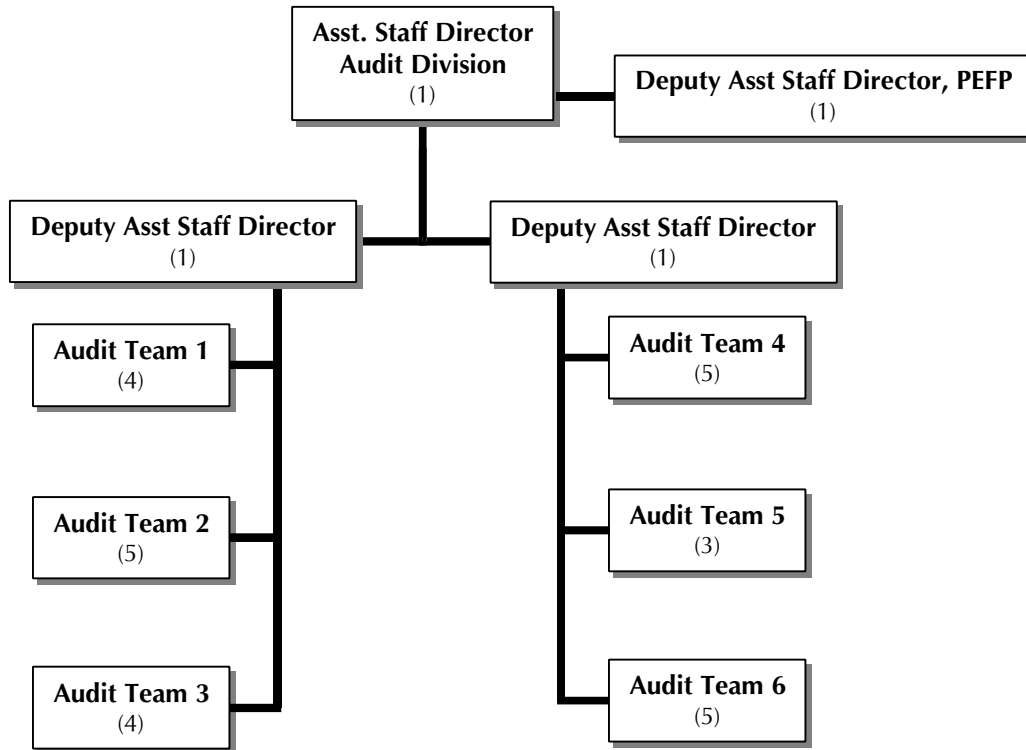 Asst. Staff Director
Audit Division
(1)
Deputy Asst Staff Director, PEFP
(1)
Deputy Asst Staff Director
(1)
Deputy Asst Staff Director
(1)
Audit Team 1
(4)
Audit Team 2
(5)
Audit Team 3
(4)
Audit Team 4
(5)
Audit Team 5
(3)
Audit Team 6
(5)